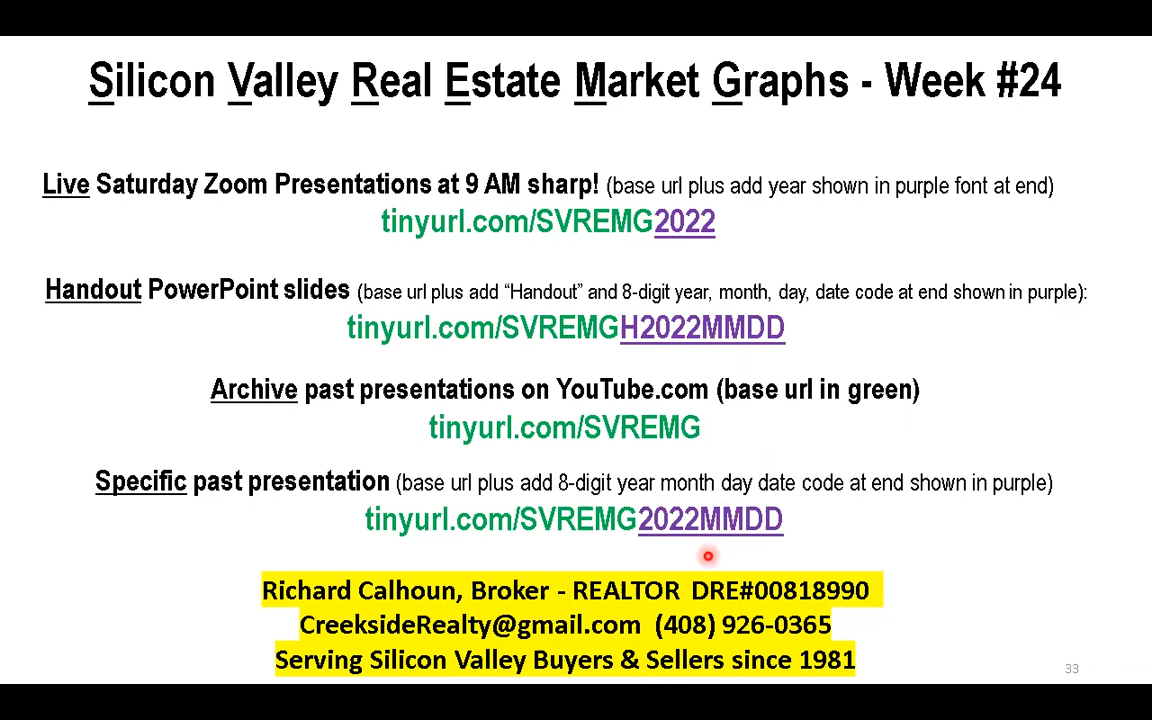 Silicon Valley Real Estate Market Graphs - Week #24
Live Saturday Zoom Presentations at 9 AM sharp! (base url plus add year shown in purple font at end)
tinyurl.com/SVREMG2022
Handout PowerPoint slides (base url plus add “Handout” and 8-digit year, month, day, date code at end shown in purple):
tinyurl.com/SVREMGH2022MMDD
Archive past presentations on YouTube.com (base url in green)
tinyurl.com/SVREMG
Specific past presentation (base url plus add 8-digit year month day date code at end shown in purple)
tinyurl.com/SVREMG2022MMDD
Richard Calhoun, Broker - REALTOR DRE#00818990
CreeksideRealty@gmail.com (408) 926-0365
Serving Silicon Valley Buyers & Sellers since 1981
33